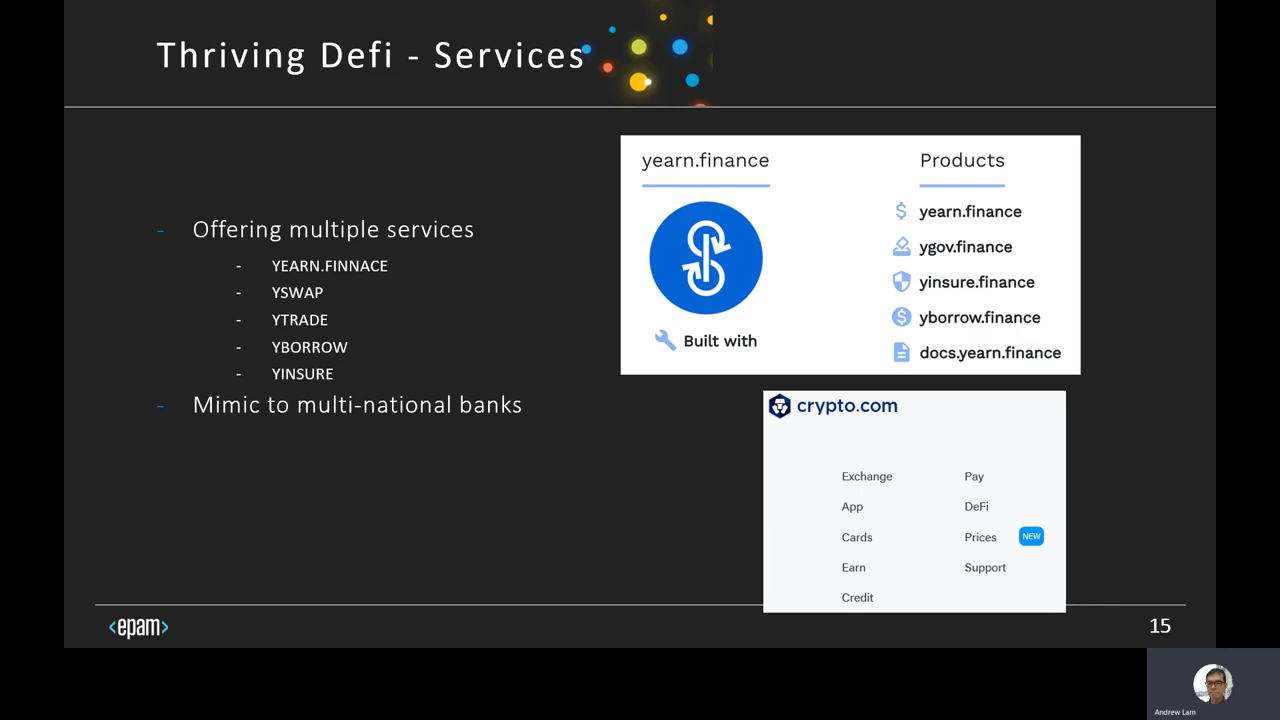 Thriving Defi - Services
- Offering multiple services
- YEARN.FINNACE
- YSWAP
- YTRADE
- YBORROW
- YINSURE
- Mimic to multi-national banks
yearn.finance
Built with
Products
yearn.finance
ygov.finance
yinsure.finance
yborrow.finance
docs.yearn.finance
crypto.com
Exchange
App
Cards
Earn
Credit
Pay
DeFi
Prices NEW
Support
<epam>
15
Andrew Lam